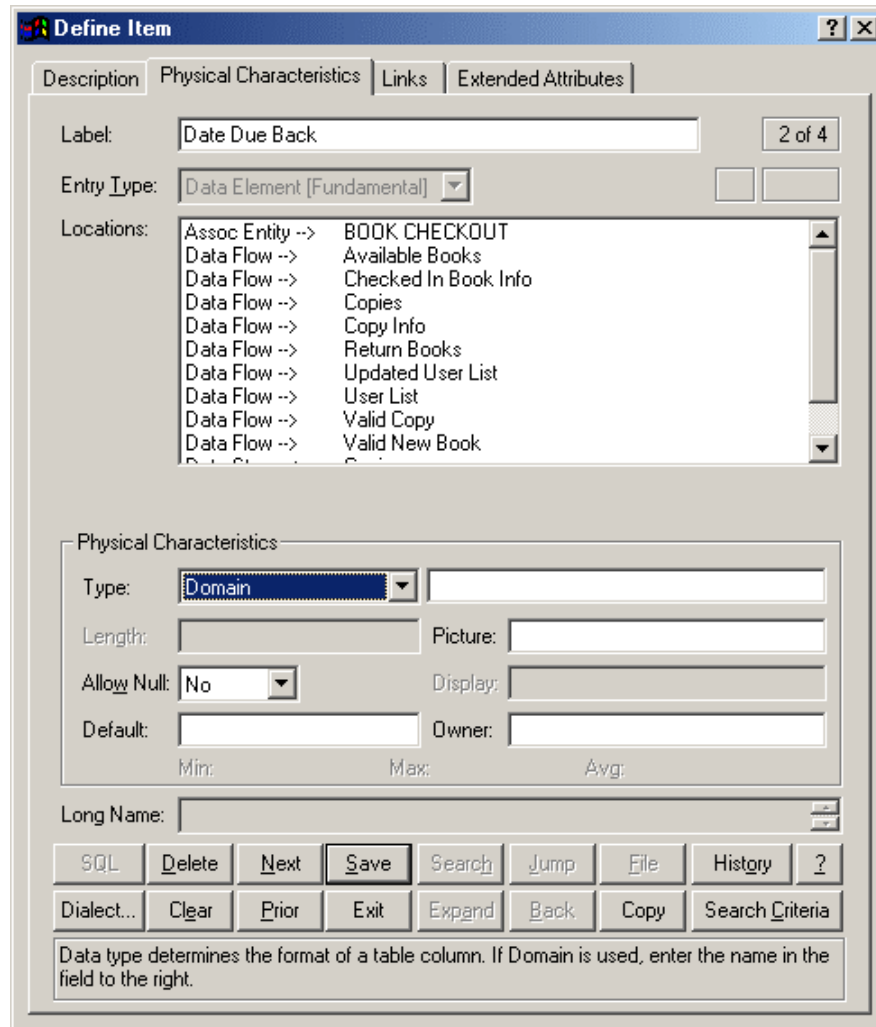 Define Item
Description Physical Characteristics Links Extended Attributes
Label: Date Due Back 2 of 4
Entry Type: Data Element [Fundamental]
Locations: Assoc Entity --> BOOK CHECKOUT
Data Flow --> Available Books
Data Flow --> Checked In Book Info
Data Flow --> Copies
Data Flow --> Copy Info
Data Flow --> Return Books
Data Flow --> Updated User List
Data Flow --> User List
Data Flow --> Valid Copy
Data Flow --> Valid New Book
Physical Characteristics
Type: Domain
Length: Picture:
Allow Null: No Display:
Default: Owner:
Min: Max: Avg:
Long Name:
SQL Delete Next Save Search Jump File History ?
Dialect... Clear Prior Exit Expand Back Copy Search Criteria
Data type determines the format of a table column. If Domain is used, enter the name in the
field to the right.